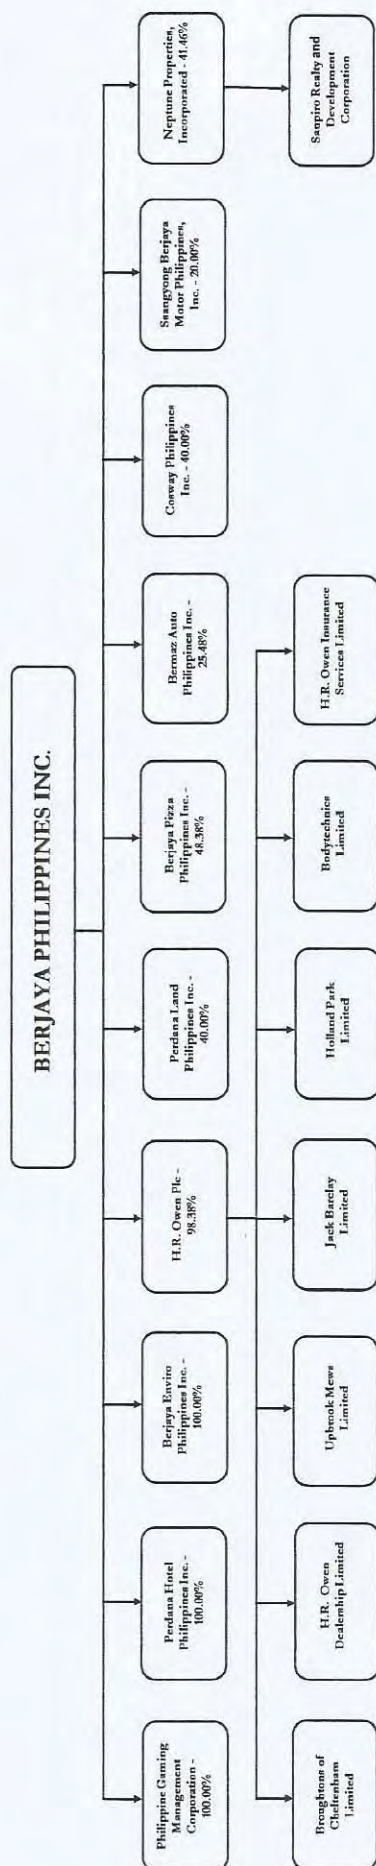 BERJAYA PHILIPPINES INC.
Philippine Gaming
Management
Corporation -
100.00%
Perdana Hotel
Philippines Inc. -
100.00%
Berjaya Enviro
Philippines Inc. -
100.00%
H.R. Owen Plc -
98.38%
Perdana Land
Philippines Inc. -
40.00%
Berjaya Pizza
Philippines Inc. -
48.38%
Bermaz Auto
Philippines Inc. -
25.48%
Cosway Philippines
Inc. - 40.00%
Ssangyong Berjaya
Motor Philippines,
Inc. - 20.00%
Neptune Properties,
Incorporated - 41.46%
Broughtons of
Cheltenham
Limited
H.R. Owen
Dealership Limited
Upbrook Mews
Limited
Jack Barclay
Limited
Holland Park
Limited
Bodytechnics
Limited
H.R. Owen Insurance
Services Limited
Sanpiro Realty and
Development
Corporation